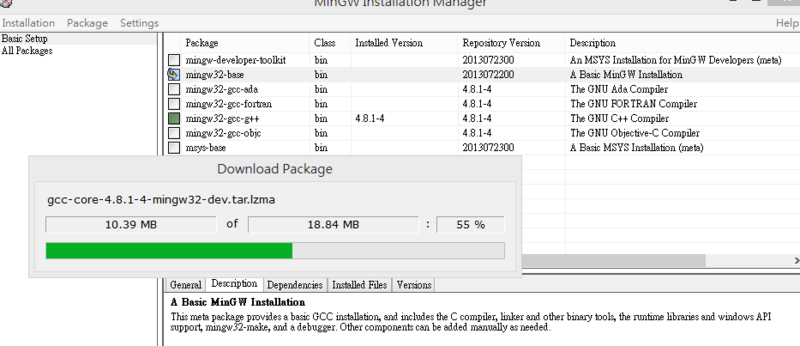 MinGW Installation Manager
Installation Package Settings Help
Basic Setup
All Packages
Package Class Installed Version Repository Version Description
mingw-developer-toolkit bin 2013072300 An MSYS Installation for MinGW Developers (meta)
mingw32-base bin 2013072200 A Basic MinGW Installation
mingw32-gcc-ada bin 4.8.1-4 The GNU Ada Compiler
mingw32-gcc-fortran bin 4.8.1-4 The GNU FORTRAN Compiler
mingw32-gcc-g++ bin 4.8.1-4 4.8.1-4 The GNU C++ Compiler
mingw32-gcc-objc bin 4.8.1-4 The GNU Objective-C Compiler
msys-base bin 2013072300 A Basic MSYS Installation (meta)
Download Package
gcc-core-4.8.1-4-mingw32-dev.tar.lzma
10.39 MB of 18.84 MB : 55 %
General Description Dependencies Installed Files Versions
A Basic MinGW Installation
This meta package provides a basic GCC installation, and includes the C compiler, linker and other binary tools, the runtime libraries and windows API
support, mingw32-make, and a debugger. Other components can be added manually as needed.